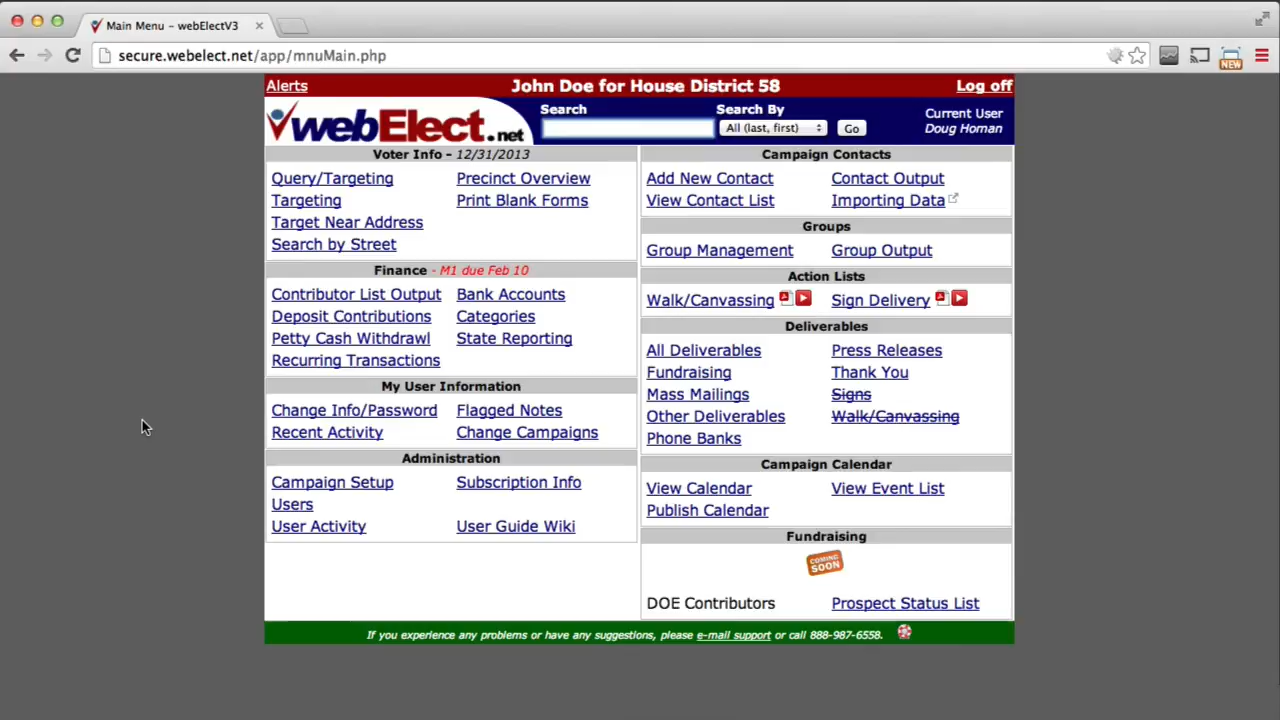 Main Menu - webElectV3
secure.webelect.net/app/mnuMain.php
NEW
Alerts
John Doe for House District 58
Log off
webElect.net
Search
Search By
All (last, first)
Go
Current User
Doug Homan
Voter Info - 12/31/2013
Query/Targeting
Precinct Overview
Targeting
Print Blank Forms
Target Near Address
Search by Street
Finance - M1 due Feb 10
Contributor List Output
Bank Accounts
Deposit Contributions
Categories
Petty Cash Withdrawl
State Reporting
Recurring Transactions
My User Information
Change Info/Password
Flagged Notes
Recent Activity
Change Campaigns
Administration
Campaign Setup
Subscription Info
Users
User Activity
User Guide Wiki
Campaign Contacts
Add New Contact
Contact Output
View Contact List
Importing Data
Groups
Group Management
Group Output
Action Lists
Walk/Canvassing
Sign Delivery
Deliverables
All Deliverables
Press Releases
Fundraising
Thank You
Mass Mailings
Signs
Other Deliverables
Walk/Canvassing
Phone Banks
Campaign Calendar
View Calendar
View Event List
Publish Calendar
Fundraising
COMING
SOON
DOE Contributors
Prospect Status List
If you experience any problems or have any suggestions, please e-mail support or call 888-987-6558.